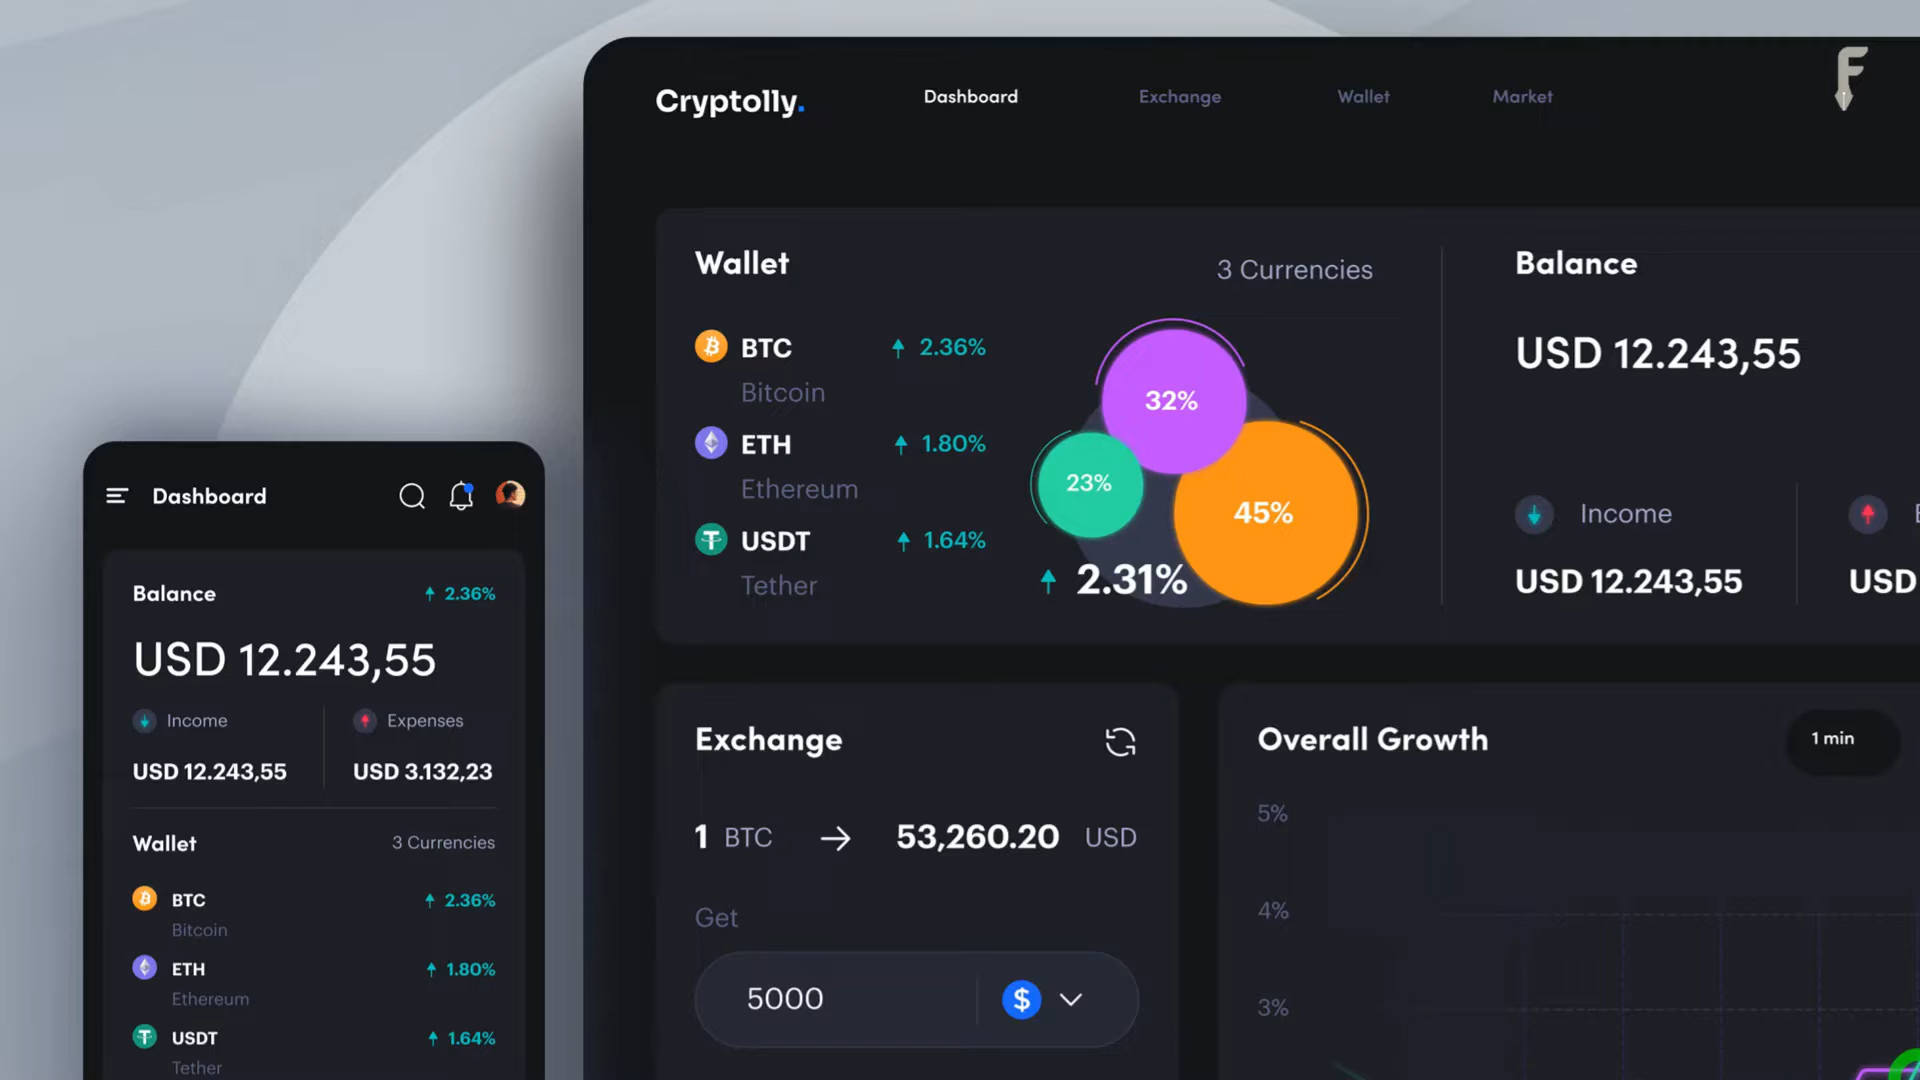 Cryptolly.
Dashboard
Exchange
Wallet
Market
F
Wallet
3 Currencies
BTC
2.36%
Bitcoin
ETH
1.80%
Ethereum
USDT
1.64%
Tether
32%
23%
45%
2.31%
Balance
USD 12.243,55
Income
USD 12.243,55
USD
Exchange
1 BTC → 53,260.20 USD
Get
5000
$
Overall Growth
1 min
5%
4%
3%
Dashboard
Balance
2.36%
USD 12.243,55
Income
Expenses
USD 12.243,55
USD 3.132,23
Wallet
3 Currencies
BTC
2.36%
Bitcoin
ETH
1.80%
Ethereum
USDT
1.64%
Tether